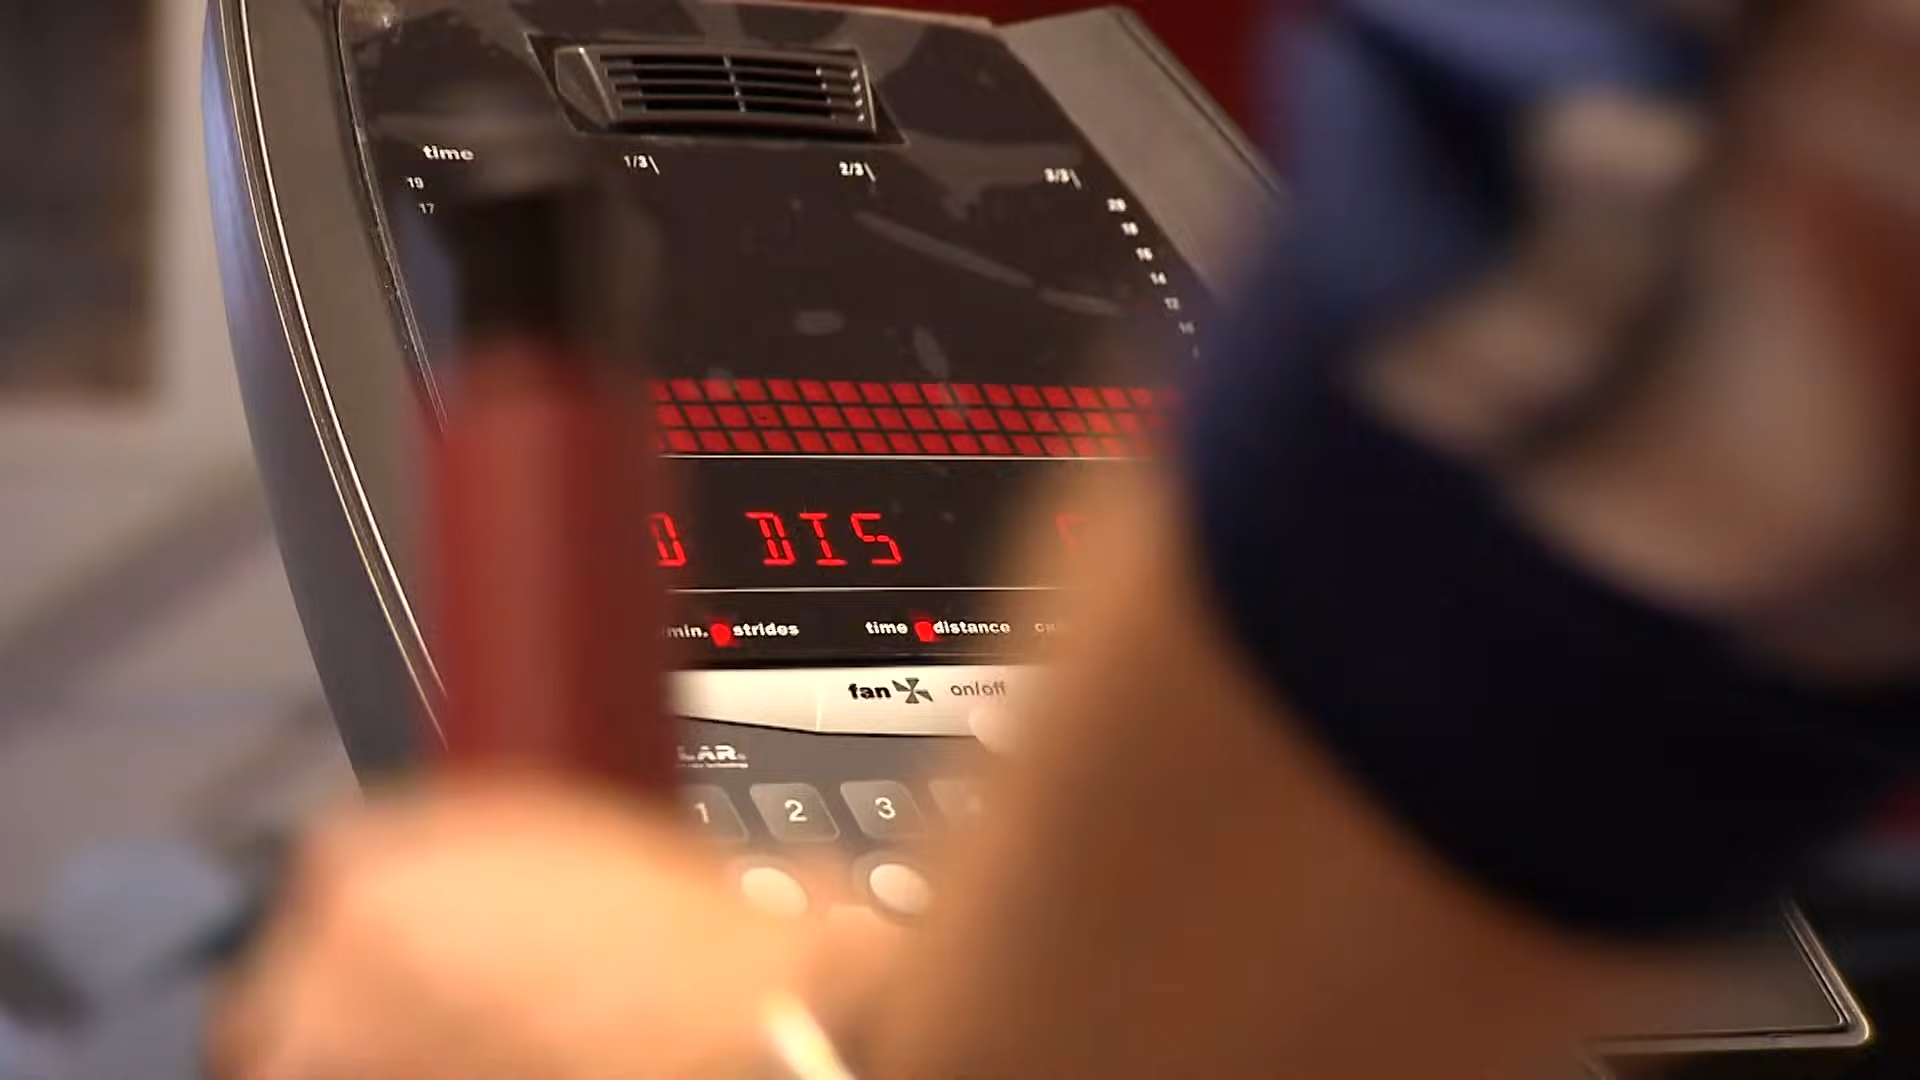 time 1/3 2/3 3/3
19 20
17 18
16
14
12
DIS
min. strides time distance
fan on/off
LAR
1 2 3